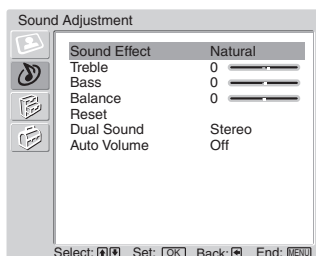 Sound Adjustment
Sound Effect Natural
Treble 0
Bass 0
Balance 0
Reset
Dual Sound Stereo
Auto Volume Off
Select: Set: OK Back: End: MENU